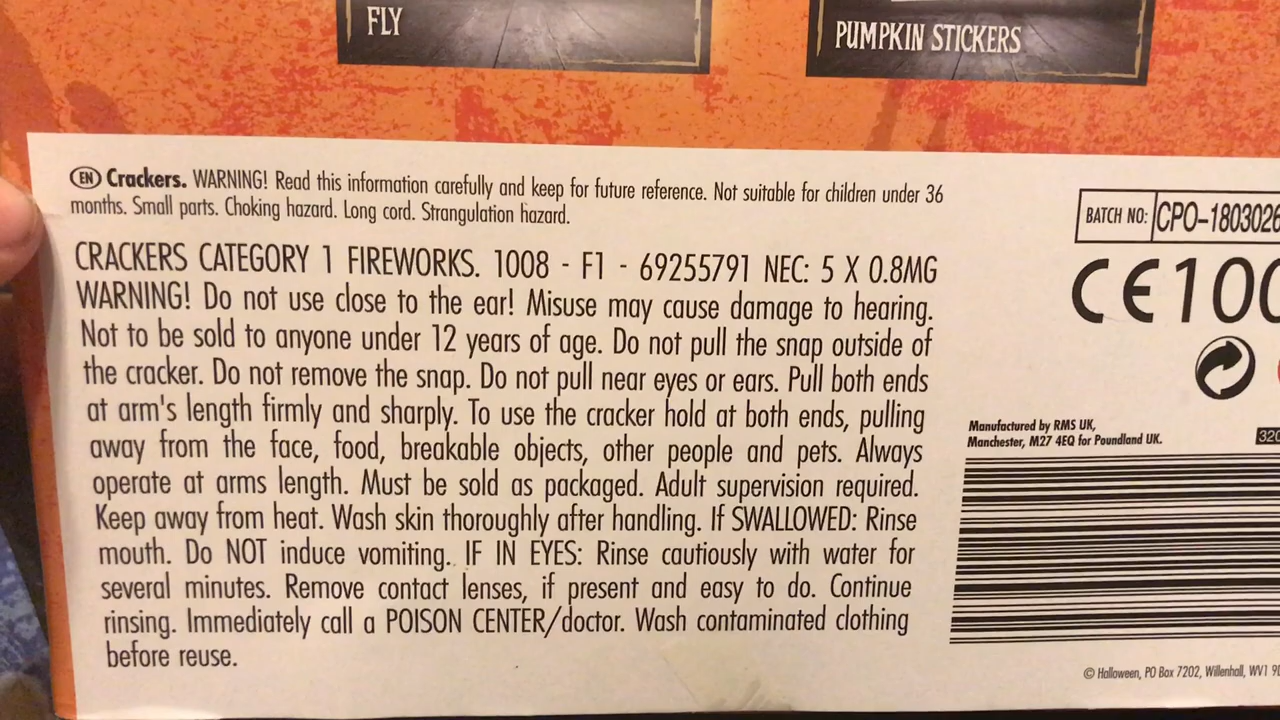 FLY
PUMPKIN STICKERS
EN Crackers. WARNING! Read this information carefully and keep for future reference. Not suitable for children under 36
months. Small parts. Choking hazard. Long cord. Strangulation hazard.
CRACKERS CATEGORY 1 FIREWORKS. 1008 - F1 - 69255791 NEC: 5 X 0.8MG
WARNING! Do not use close to the ear! Misuse may cause damage to hearing.
Not to be sold to anyone under 12 years of age. Do not pull the snap outside of
the cracker. Do not remove the snap. Do not pull near eyes or ears. Pull both ends
at arm's length firmly and sharply. To use the cracker hold at both ends, pulling
away from the face, food, breakable objects, other people and pets. Always
operate at arms length. Must be sold as packaged. Adult supervision required.
Keep away from heat. Wash skin thoroughly after handling. If SWALLOWED: Rinse
mouth. Do NOT induce vomiting. IF IN EYES: Rinse cautiously with water for
several minutes. Remove contact lenses, if present and easy to do. Continue
rinsing. Immediately call a POISON CENTER/doctor. Wash contaminated clothing
before reuse.
BATCH NO: CPO-1803026
CE100
Manufactured by RMS UK,
Manchester, M27 4EQ for Poundland UK.
320
© Halloween, PO Box 7202, Willenhall, WV1 9D